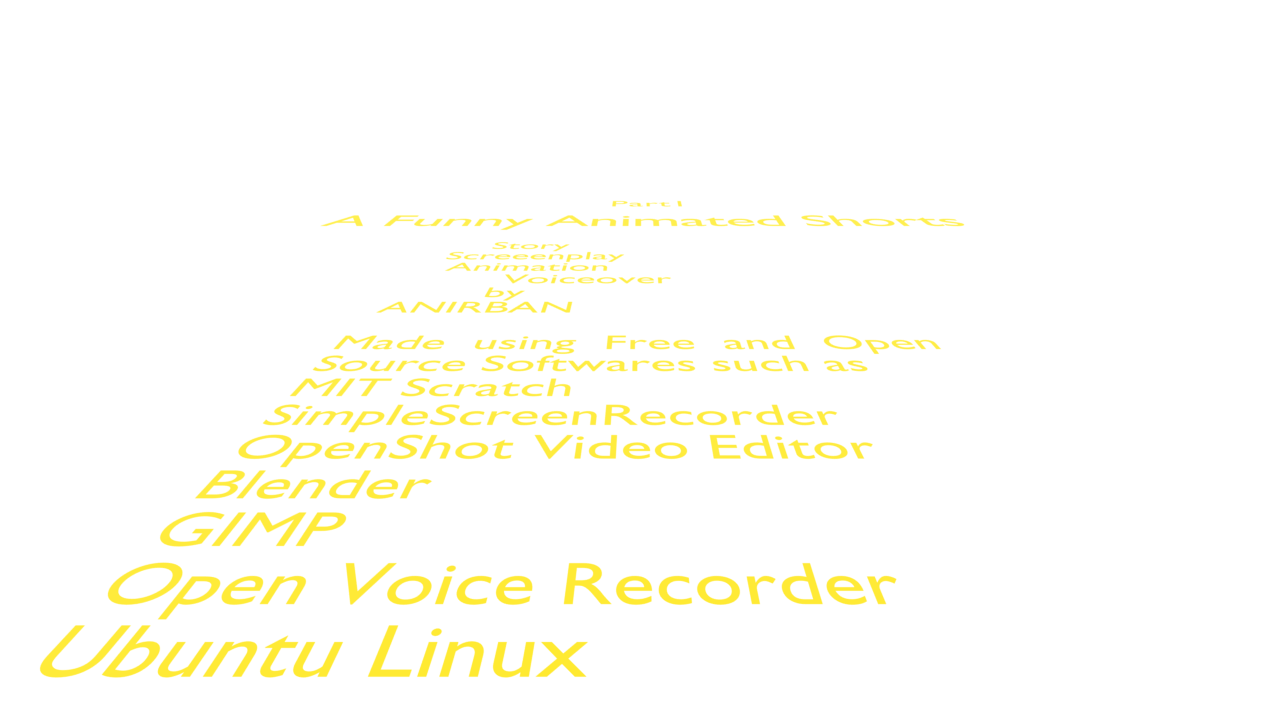 Part1
A Funny Animated Shorts
Story
Screeenplay
Animation
Voiceover
by
ANIRBAN
Made using Free and Open
Source Softwares such as
MIT Scratch
SimpleScreenRecorder
OpenShot Video Editor
Blender
GIMP
Open Voice Recorder
Ubuntu Linux